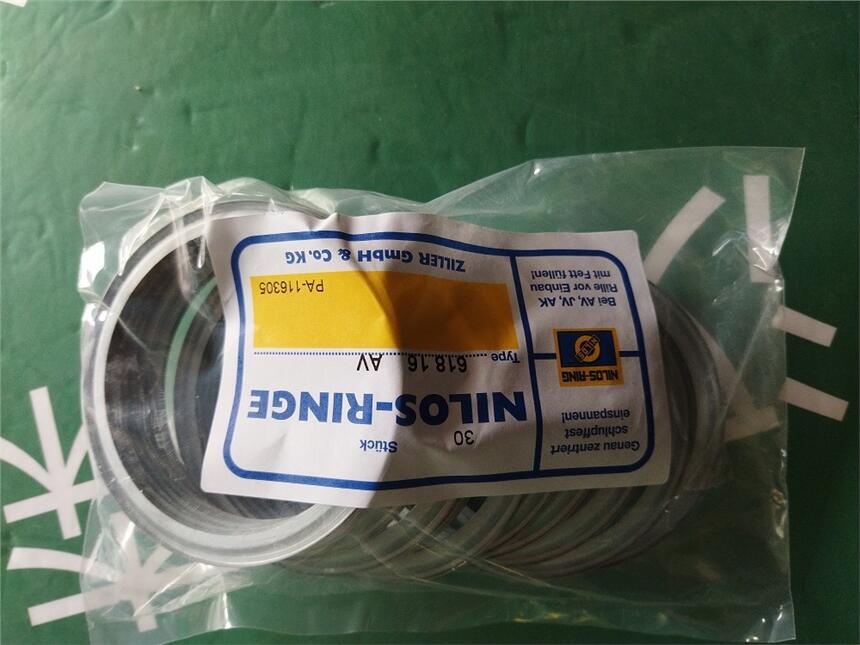 30
Stück
NILOS-RINGE
Type 618 16 AV
PA-116305
ZILLER GmbH & Co. KG
Genau zentriert
schlupffest
einspannen!
NILOS-RING
NILOS
Bei AV, JV, AK
Rille vor Einbau
mit Fett füllen!